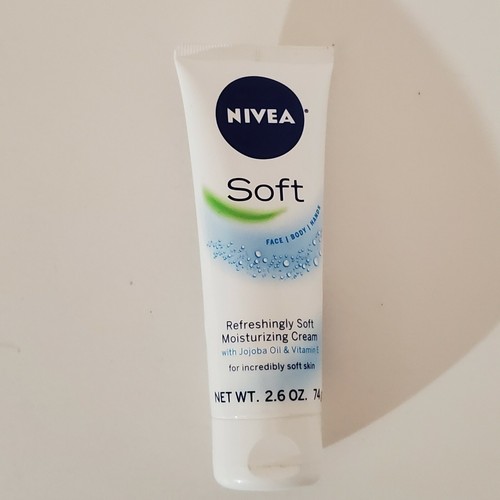 NIVEA
Soft
FACE | BODY | HANDS
Refreshingly Soft
Moisturizing Cream
with Jojoba Oil & Vitamin E
for incredibly soft skin
NET WT. 2.6 OZ. 74